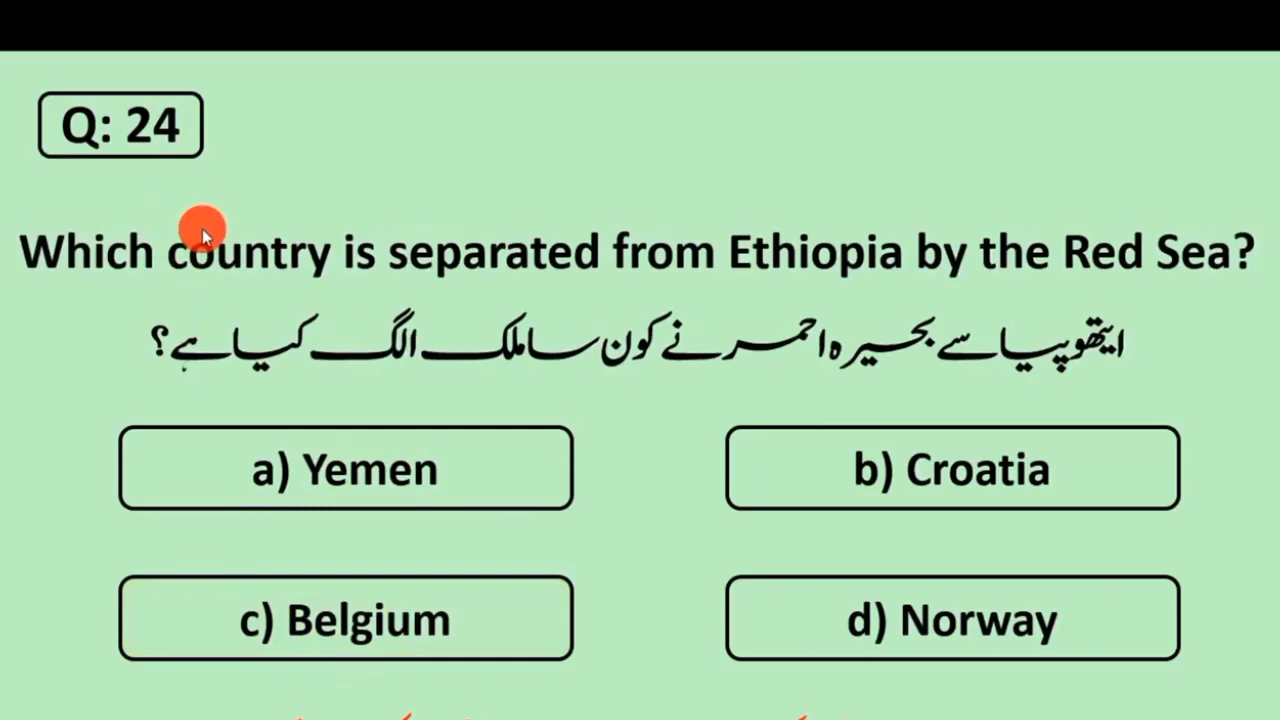 Q: 24
Which country is separated from Ethiopia by the Red Sea?
ایتھوپیا سے بحیرہ احمر نے کون سا ملک الگ کیا ہے؟
a) Yemen
b) Croatia
c) Belgium
d) Norway